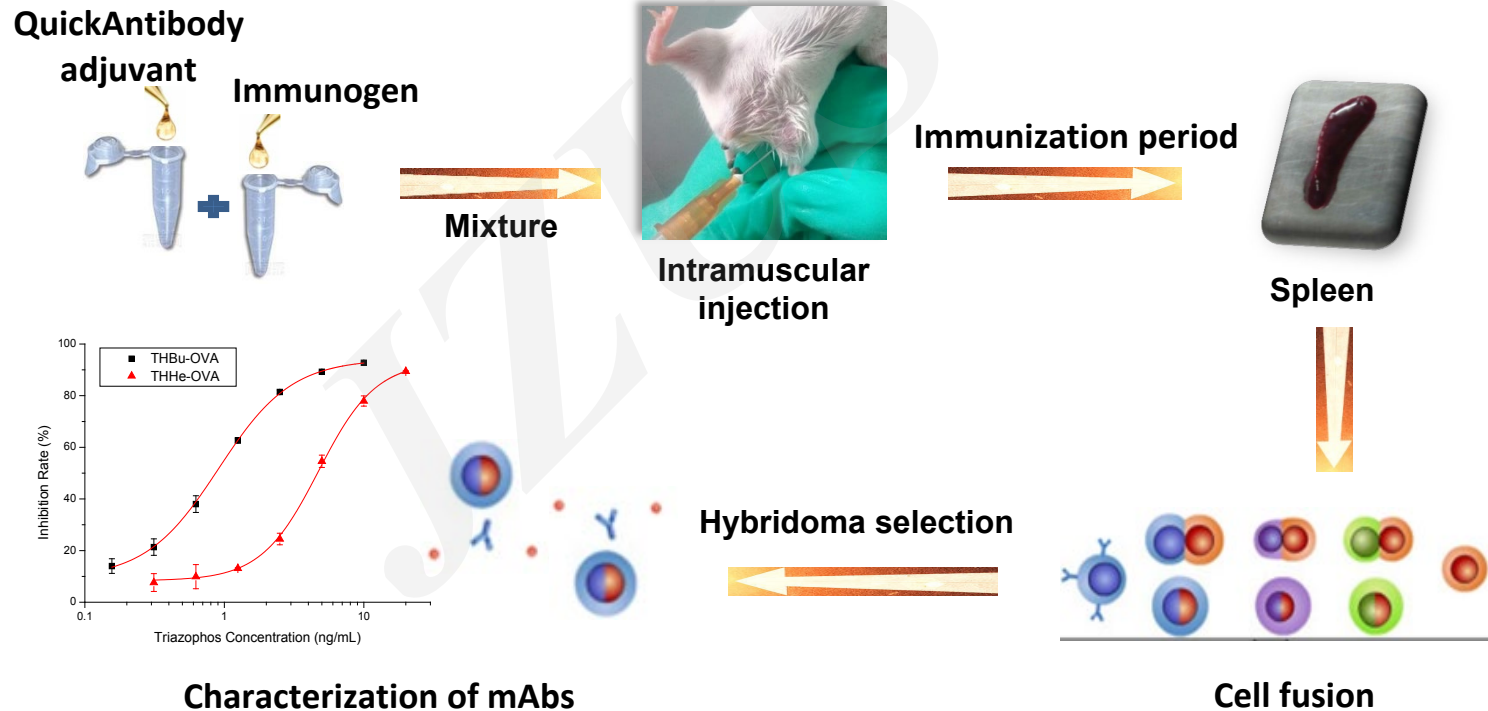 QuickAntibody
adjuvant
Immunogen
Mixture
Intramuscular
injection
Immunization period
Spleen
Cell fusion
Hybridoma selection
Characterization of mAbs
THBu-OVA
THHe-OVA
Inhibition Rate (%)
100
80
60
40
20
0
0.1
1
10
Triazophos Concentration (ng/mL)